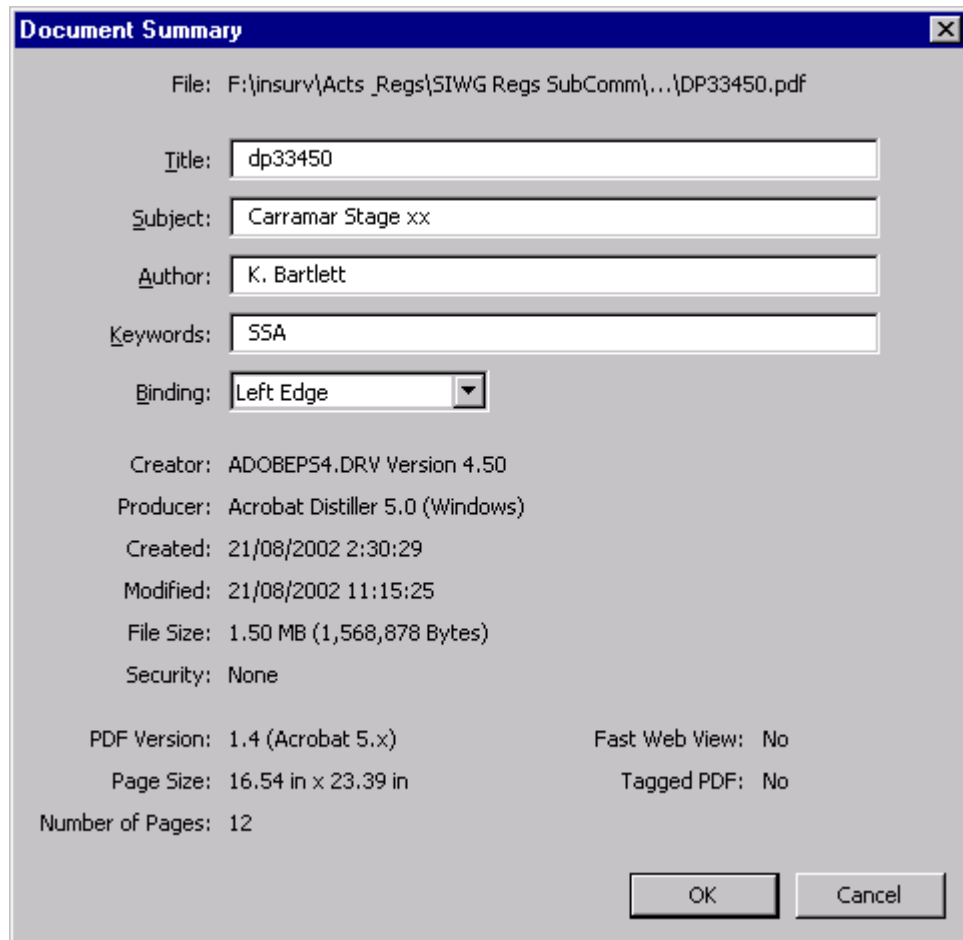 Document Summary
File: F:\insurv\Acts_Regs\SIWG Regs SubComm\...\DP33450.pdf
Title: dp33450
Subject: Carramar Stage xx
Author: K. Bartlett
Keywords: SSA
Binding: Left Edge
Creator: ADOBEPS4.DRV Version 4.50
Producer: Acrobat Distiller 5.0 (Windows)
Created: 21/08/2002 2:30:29
Modified: 21/08/2002 11:15:25
File Size: 1.50 MB (1,568,878 Bytes)
Security: None
PDF Version: 1.4 (Acrobat 5.x) Fast Web View: No
Page Size: 16.54 in x 23.39 in Tagged PDF: No
Number of Pages: 12
OK Cancel